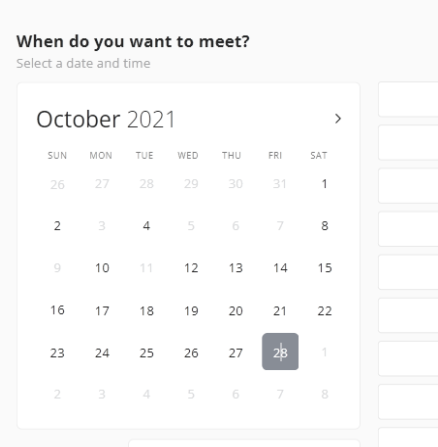 When do you want to meet?
Select a date and time
October 2021
SUN MON TUE WED THU FRI SAT
26 27 28 29 30 31 1
2 3 4 5 6 7 8
9 10 11 12 13 14 15
16 17 18 19 20 21 22
23 24 25 26 27 28 1
2 3 4 5 6 7 8